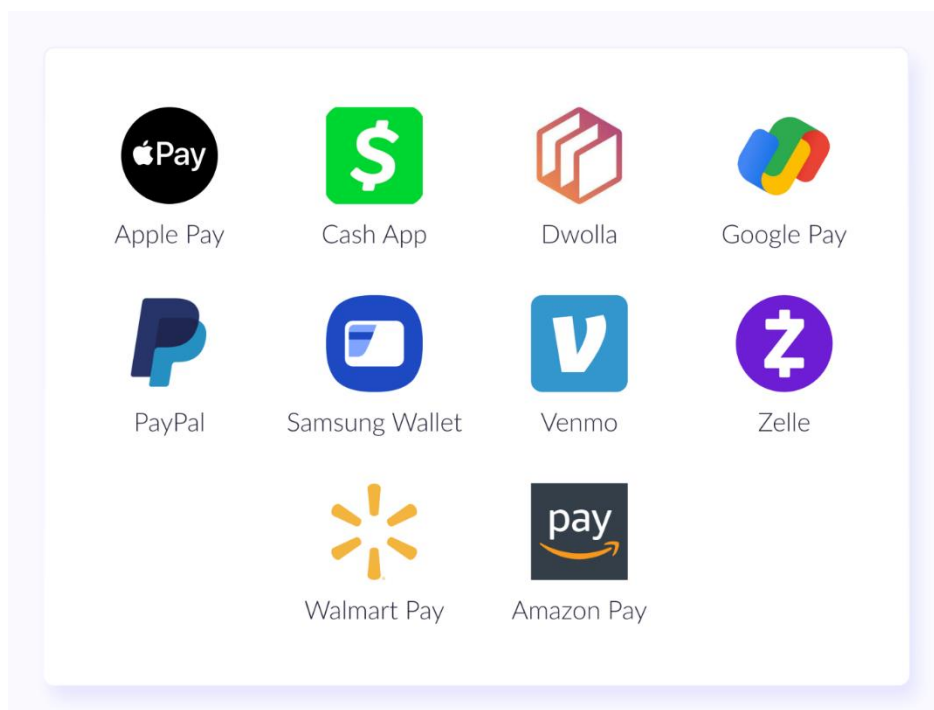 Pay
Apple Pay
$
Cash App
Dwolla
Google Pay
PayPal
Samsung Wallet
V
Venmo
Z
Zelle
Walmart Pay
pay
Amazon Pay